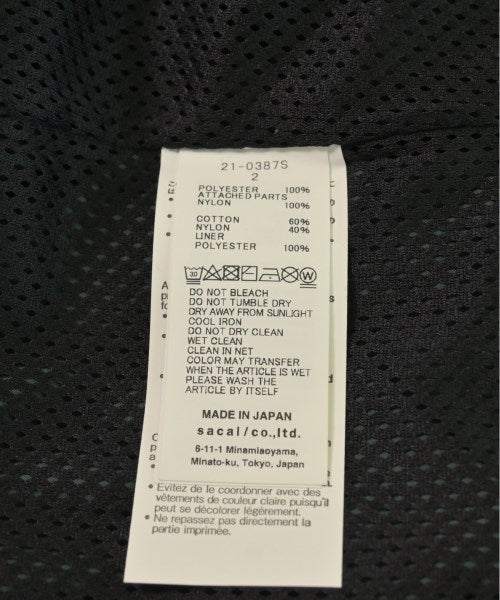 21-0387S
2
POLYESTER 100%
ATTACHED PARTS
NYLON 100%
COTTON 60%
NYLON 40%
LINER
POLYESTER 100%
30
W
DO NOT BLEACH
DO NOT TUMBLE DRY
DRY AWAY FROM SUNLIGHT
COOL IRON
DO NOT DRY CLEAN
WET CLEAN
CLEAN IN NET
COLOR MAY TRANSFER
WHEN THE ARTICLE IS WET
PLEASE WASH THE
ARTICLE BY ITSELF
MADE IN JAPAN
sacai/co.,ltd.
6-11-1 Minamiaoyama,
Minato-ku, Tokyo, Japan
• Evitez de le coordonner avec des
vêtements de couleur claire puisqu'il
peut se décolorer légèrement.
• Ne repassez pas directement la
partie imprimée.